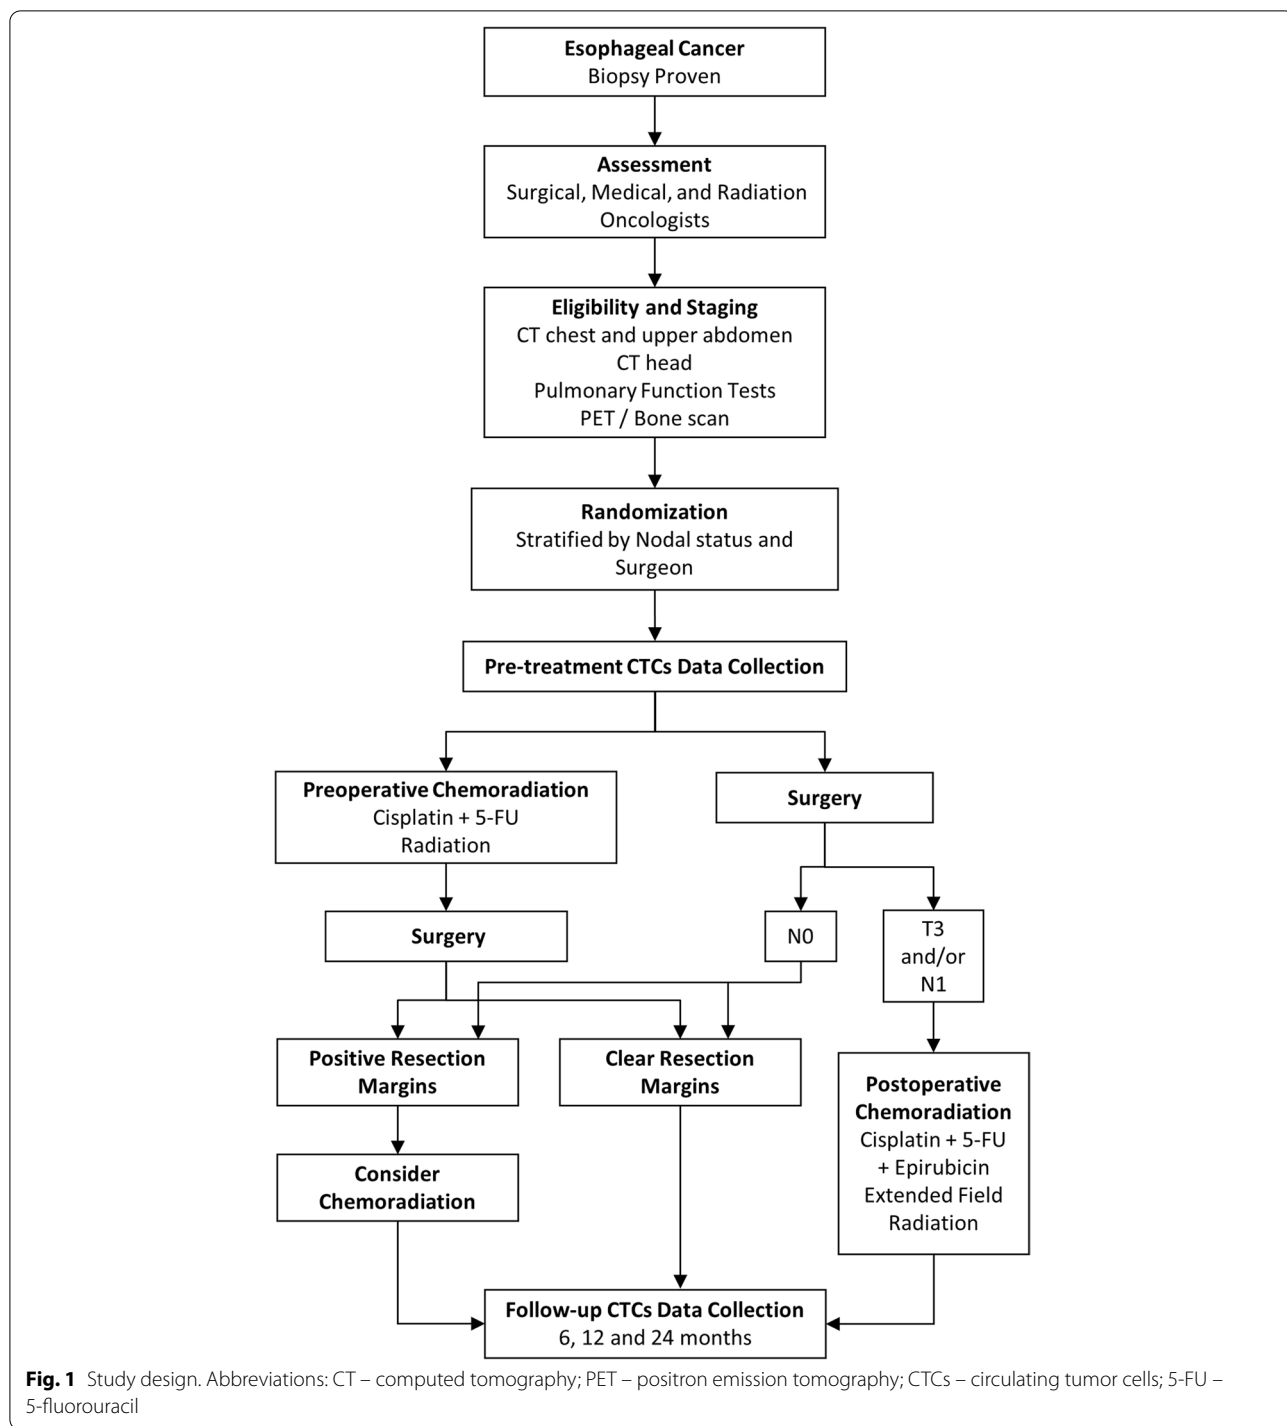 Esophageal Cancer
Biopsy Proven
Assessment
Surgical, Medical, and Radiation
Oncologists
Eligibility and Staging
CT chest and upper abdomen
CT head
Pulmonary Function Tests
PET / Bone scan
Randomization
Stratified by Nodal status and
Surgeon
Pre-treatment CTCs Data Collection
Preoperative Chemoradiation
Cisplatin + 5-FU
Radiation
Surgery
Surgery
N0
T3
and/or
N1
Positive Resection
Margins
Clear Resection
Margins
Postoperative
Chemoradiation
Cisplatin + 5-FU
+ Epirubicin
Extended Field
Radiation
Consider
Chemoradiation
Follow-up CTCs Data Collection
6, 12 and 24 months
Fig. 1 Study design. Abbreviations: CT – computed tomography; PET – positron emission tomography; CTCs – circulating tumor cells; 5-FU –
5-fluorouracil